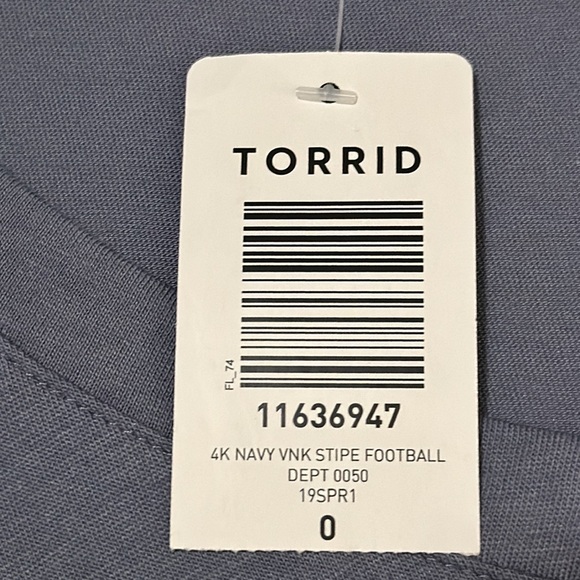 TORRID
FL_74
11636947
4K NAVY VNK STIPE FOOTBALL
DEPT 0050
19SPR1
0